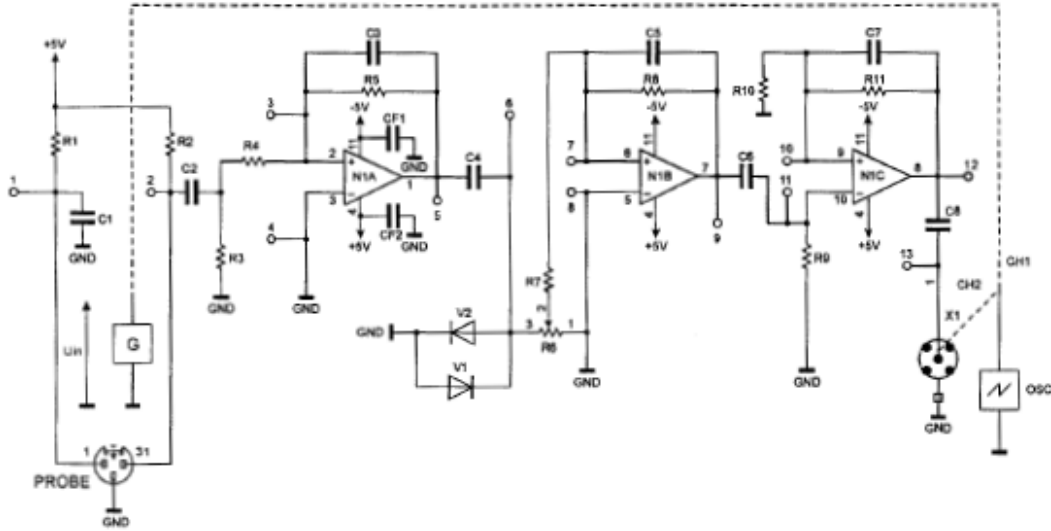 +5V
R1
R2
1
2
C2
C1
GND
R3
GND
R4
3
4
C3
R5
-5V
11
CF1
GND
2
+
N1A
3
−
1
4
+5V
CF2
GND
5
C4
6
GND
GND
V2
V1
3
R6
1
2
R7
C5
R8
-5V
11
7
8
6
+
N1B
5
−
7
4
+5V
9
C6
GND
R10
C7
R11
-5V
11
10
11
9
+
N1C
10
−
8
4
+5V
12
R9
GND
C8
13
1
CH2
GH1
X1
GND
OSC
Uin
G
1
31
PROBE
GND